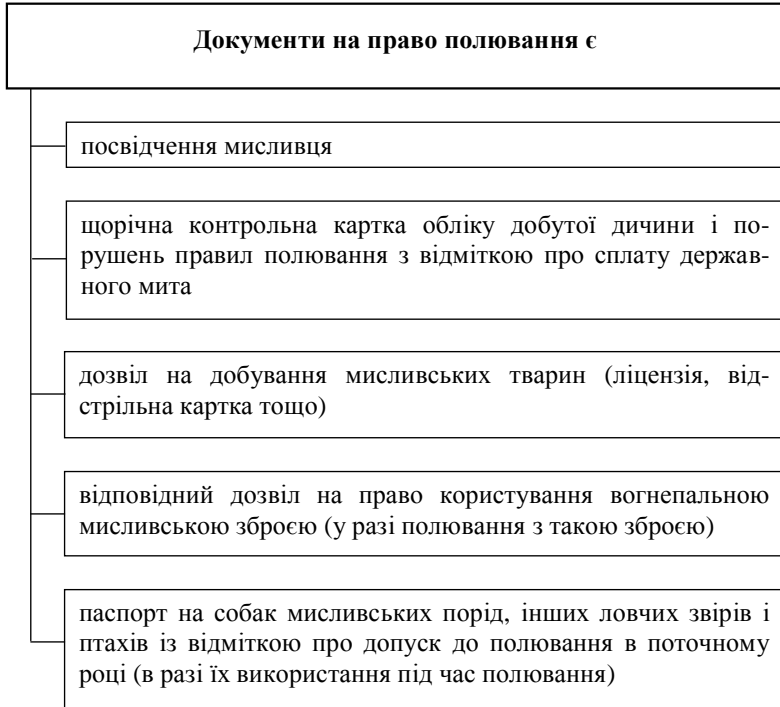 Документи на право полювання є
посвідчення мисливця
щорічна контрольна картка обліку добутої дичини і по-
рушень правил полювання з відміткою про сплату держав-
ного мита
дозвіл на добування мисливських тварин (ліцензія, від-
стрільна картка тощо)
відповідний дозвіл на право користування вогнепальною
мисливською зброєю (у разі полювання з такою зброєю)
паспорт на собак мисливських порід, інших ловчих звірів і
птахів із відміткою про допуск до полювання в поточному
році (в разі їх використання під час полювання)